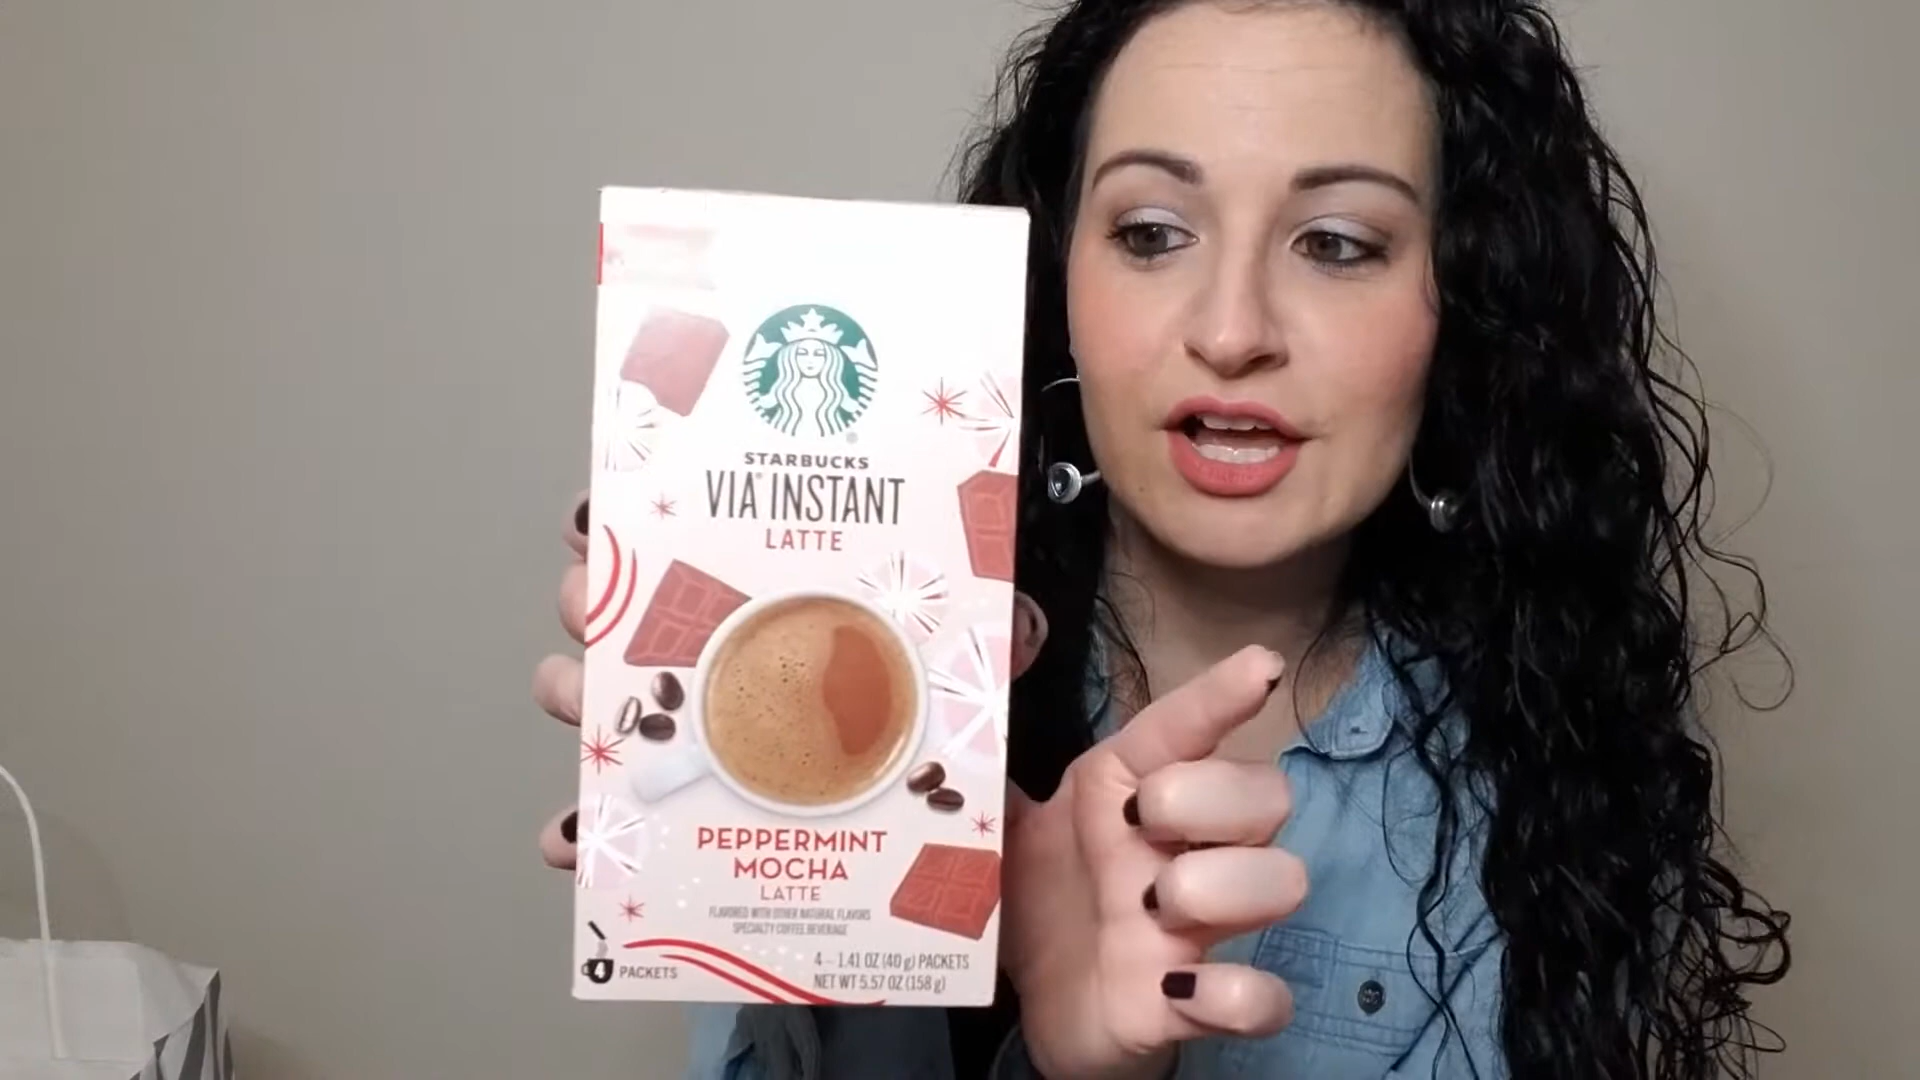 STARBUCKS
VIA® INSTANT
LATTE
PEPPERMINT
MOCHA
LATTE
FLAVORED WITH OTHER NATURAL FLAVORS
SPECIALTY COFFEE BEVERAGE
4 PACKETS
4 – 1.41 OZ (40 g) PACKETS
NET WT 5.57 OZ (158 g)